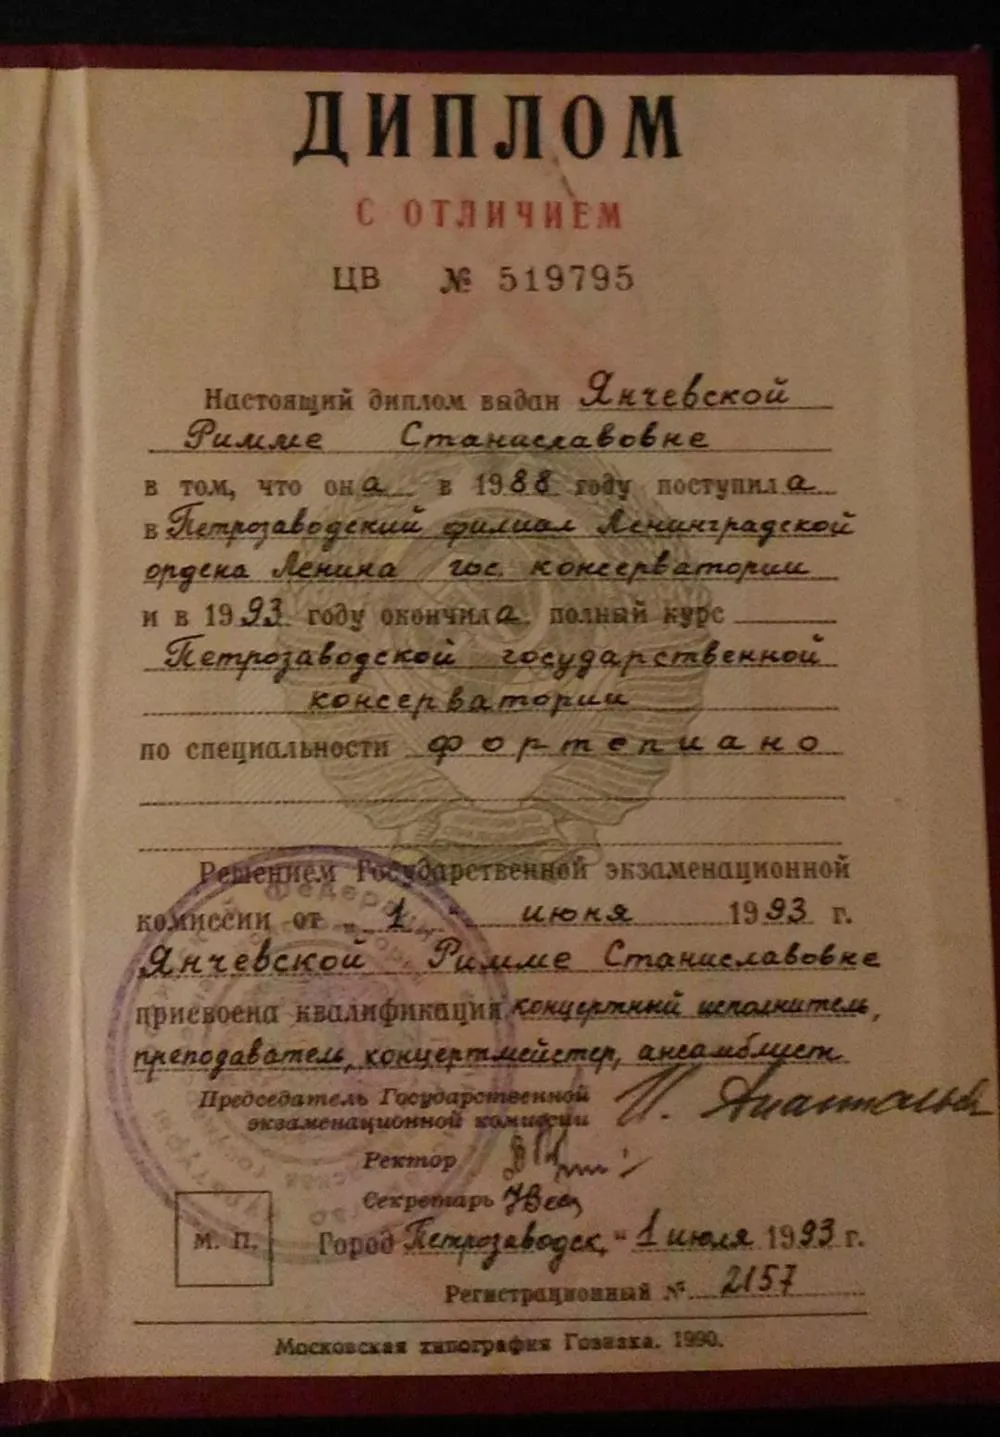 ДИПЛОМ
С ОТЛИЧИЕМ
ЦВ № 519795
Настоящий диплом выдан Янчевской
Римме Станиславовне
в том, что она в 1988 году поступила
в Петрозаводский филиал Ленинградской
ордена Ленина гос. консерватории
и в 1993 году окончила полный курс
Петрозаводской государственной
консерватории
по специальности фортепиано
Решением Государственной экзаменационной
комиссии от „1“ июня 1993 г.
Янчевской Римме Станиславовне
присвоена квалификация концертный исполнитель,
преподаватель, концертмейстер, ансамблист
Председатель Государственной
экзаменационной комиссии
Ректор
Секретарь
М. П.
Город Петрозаводск, "1 июля 1993 г.
Регистрационный № 2157
Московская типография Гознака. 1990.